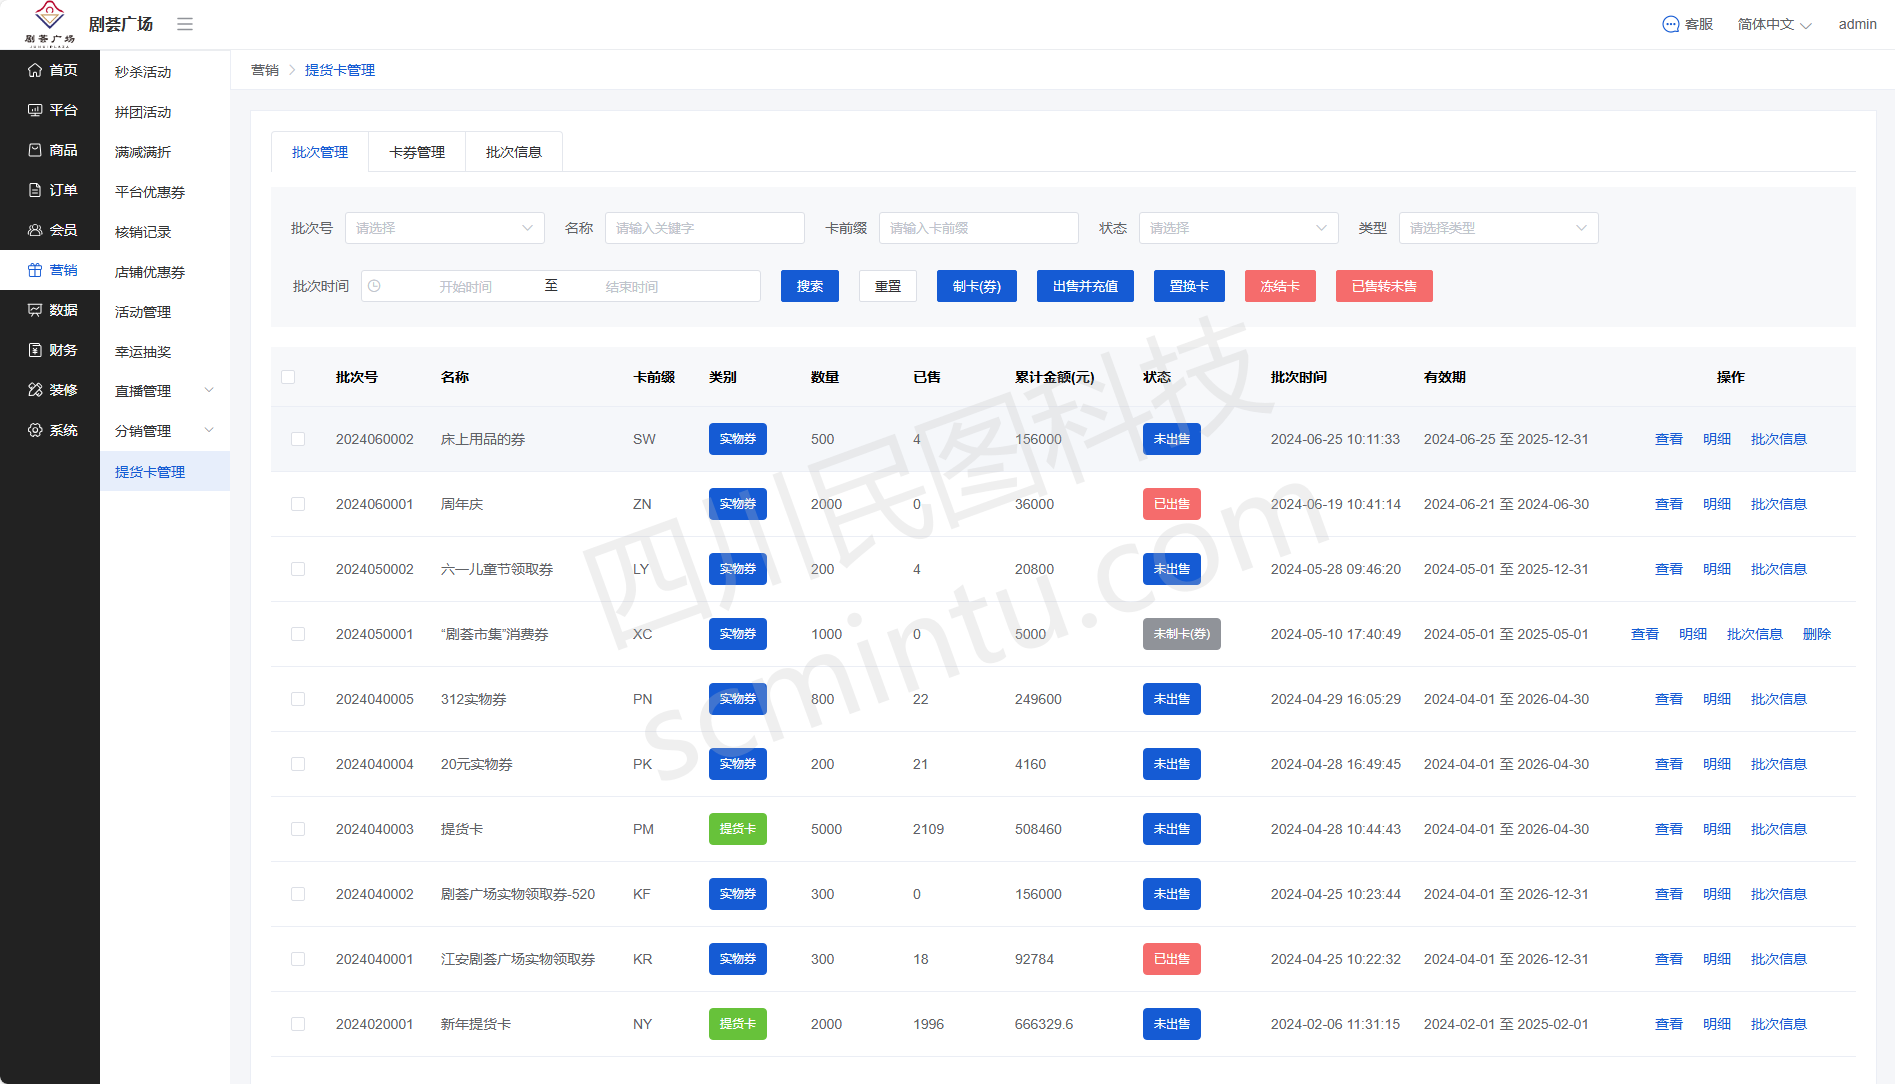 剧荟广场
剧荟广场 客服 简体中文 admin
首页
平台
商品
订单
会员
营销
数据
财务
装修
系统
秒杀活动
拼团活动
满减满折
平台优惠券
核销记录
店铺优惠券
活动管理
幸运抽奖
直播管理
分销管理
提货卡管理
营销 提货卡管理
批次管理 卡券管理 批次信息
批次号 请选择 名称 请输入关键字 卡前缀 请输入卡前缀 状态 请选择 类型 请选择类型
批次时间 开始时间 至 结束时间 搜索 重置 制卡(券) 出售并充值 置换卡 冻结卡 已售转未售
批次号 名称 卡前缀 类别 数量 已售 累计金额(元) 状态 批次时间 有效期 操作
2024060002 床上用品的券 SW 实物券 500 4 156000 未出售 2024-06-25 10:11:33 2024-06-25 至 2025-12-31 查看 明细 批次信息
2024060001 周年庆 ZN 实物券 2000 0 36000 已出售 2024-06-19 10:41:14 2024-06-21 至 2024-06-30 查看 明细 批次信息
2024050002 六一儿童节领取券 LY 实物券 200 4 20800 未出售 2024-05-28 09:46:20 2024-05-01 至 2025-12-31 查看 明细 批次信息
2024050001 “剧荟市集”消费券 XC 实物券 1000 0 5000 未制卡(券) 2024-05-10 17:40:49 2024-05-01 至 2025-05-01 查看 明细 批次信息 删除
2024040005 312实物券 PN 实物券 800 22 249600 未出售 2024-04-29 16:05:29 2024-04-01 至 2026-04-30 查看 明细 批次信息
2024040004 20元实物券 PK 实物券 200 21 4160 未出售 2024-04-28 16:49:45 2024-04-01 至 2026-04-30 查看 明细 批次信息
2024040003 提货卡 PM 提货卡 5000 2109 508460 未出售 2024-04-28 10:44:43 2024-04-01 至 2026-04-30 查看 明细 批次信息
2024040002 剧荟广场实物领取券-520 KF 实物券 300 0 156000 未出售 2024-04-25 10:23:44 2024-04-01 至 2026-12-31 查看 明细 批次信息
2024040001 江安剧荟广场实物领取券 KR 实物券 300 18 92784 已出售 2024-04-25 10:22:32 2024-04-01 至 2026-12-31 查看 明细 批次信息
2024020001 新年提货卡 NY 提货卡 2000 1996 666329.6 未出售 2024-02-06 11:31:15 2024-02-01 至 2025-02-01 查看 明细 批次信息
四川民图科技
scmintu.com